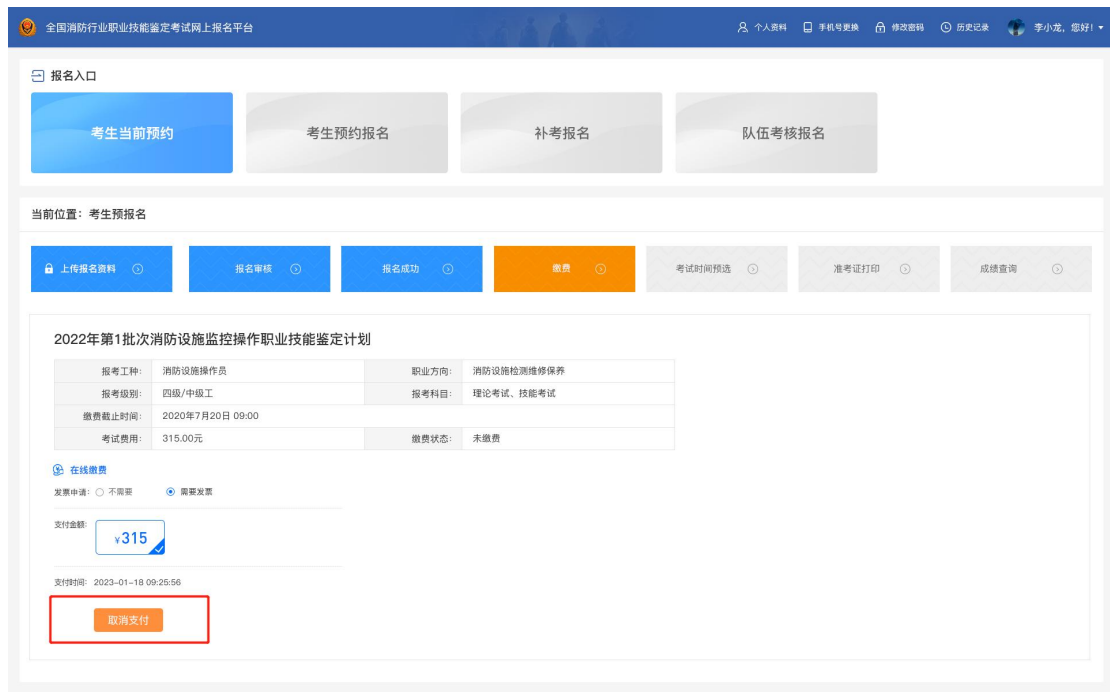 全国消防行业职业技能鉴定考试网上报名平台 个人资料 手机号更换 修改密码 历史记录 李小龙，您好!
报名入口
考生当前预约 考生预约报名 补考报名 队伍考核报名
当前位置：考生预报名
上传报名资料 报名审核 报名成功 缴费 考试时间预选 准考证打印 成绩查询
2022年第1批次消防设施监控操作职业技能鉴定计划
报考工种: 消防设施操作员 职业方向: 消防设施检测维修保养
报考级别: 四级/中级工 报考科目: 理论考试、技能考试
缴费截止时间: 2020年7月20日 09:00
考试费用: 315.00元 缴费状态: 未缴费
在线缴费
发票申请: 不需要 需要发票
支付金额: ¥315
支付时间: 2023-01-18 09:25:56
取消支付